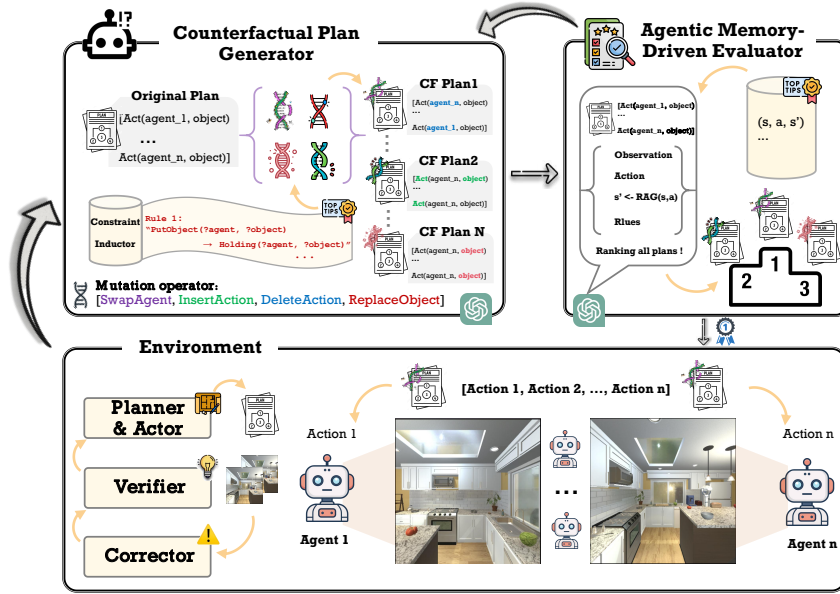 !?
Counterfactual Plan
Generator
Original Plan
[Act(agent_1, object)
...
Act(agent_n, object)]
PLAN
CF Plan1
[Act(agent_n, object)
...
Act(agent_1, object)]
CF Plan2
[Act(agent_n, object)
...
Act(agent_n, object)]
CF Plan N
[Act(agent_n, object)
...
Act(agent_n, object)]
TOP
TIPS
Constraint
Inductor
Rule 1:
"PutObject(?agent, ?object)
→ Holding(?agent, ?object)"
...
Mutation operator:
[SwapAgent, InsertAction, DeleteAction, ReplaceObject]
Agentic Memory-
Driven Evaluator
PLAN
[Act(agent_1, object)
...
Act(agent_n, object)]
Observation
Action
s' <- RAG(s,a)
Rlues
Ranking all plans !
TOP
TIPS
(s, a, s')
...
2
1
3
1
Environment
Planner
& Actor
Verifier
Corrector
PLAN
[Action 1, Action 2, ..., Action n]
Action 1
Agent 1
...
Action n
Agent n